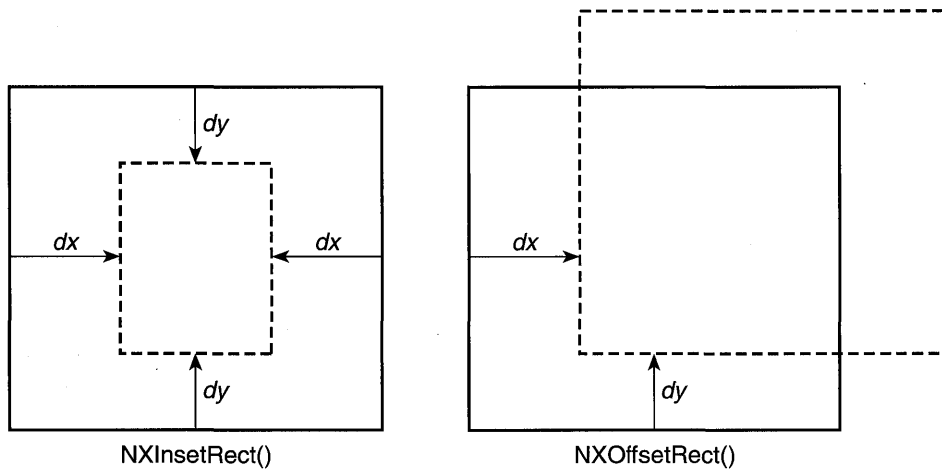 dy
dx
dx
dy
NXInsetRect()
dx
dy
NXOffsetRect()